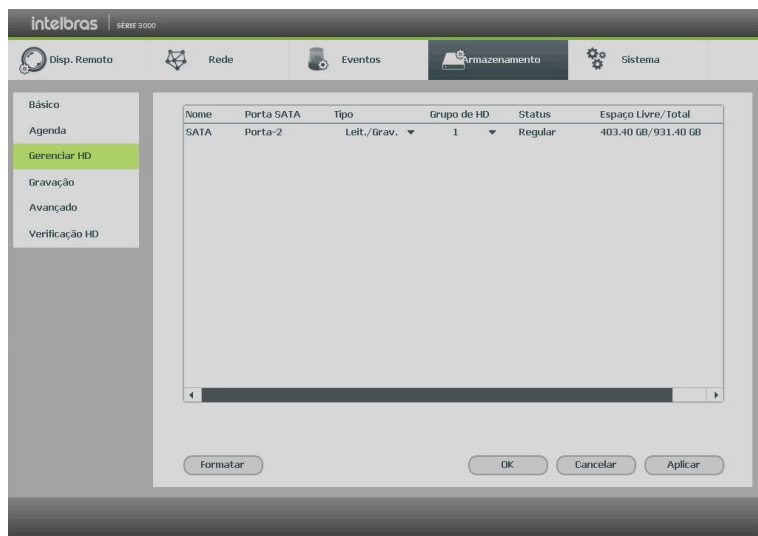 intelbras SÉRIE 3000
Disp. Remoto Rede Eventos Armazenamento Sistema
Básico
Agenda
Gerenciar HD
Gravação
Avançado
Verificação HD
Nome Porta SATA Tipo Grupo de HD Status Espaço Livre/Total
SATA Porta-2 Leit./Grav. 1 Regular 403.40 GB/931.40 GB
Formatar OK Cancelar Aplicar